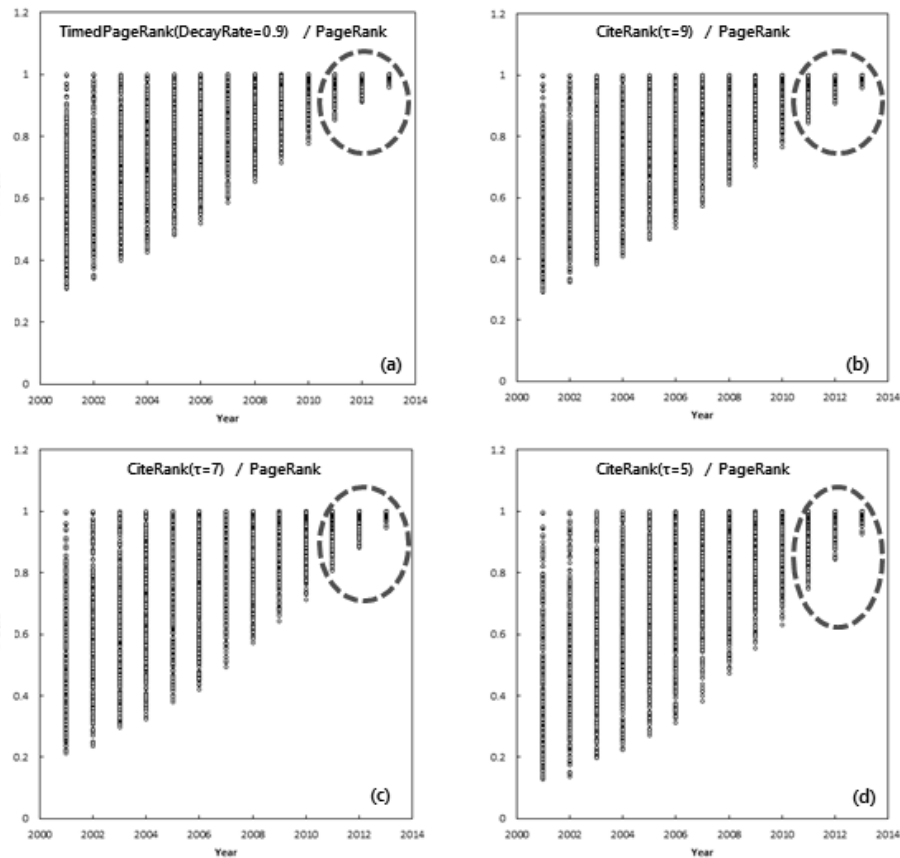 TimedPageRank(DecayRate=0.9) / PageRank
1.2
1
0.8
0.6
0.4
0.2
0
(a)
2000 2002 2004 2006 2008 2010 2012 2014
Year
CiteRank(τ=9) / PageRank
1.2
1
0.8
0.6
0.4
0.2
0
(b)
2000 2002 2004 2006 2008 2010 2012 2014
Year
CiteRank(τ=7) / PageRank
1.2
1
0.8
0.6
0.4
0.2
0
(c)
2000 2002 2004 2006 2008 2010 2012 2014
Year
CiteRank(τ=5) / PageRank
1.2
1
0.8
0.6
0.4
0.2
0
(d)
2000 2002 2004 2006 2008 2010 2012 2014
Year